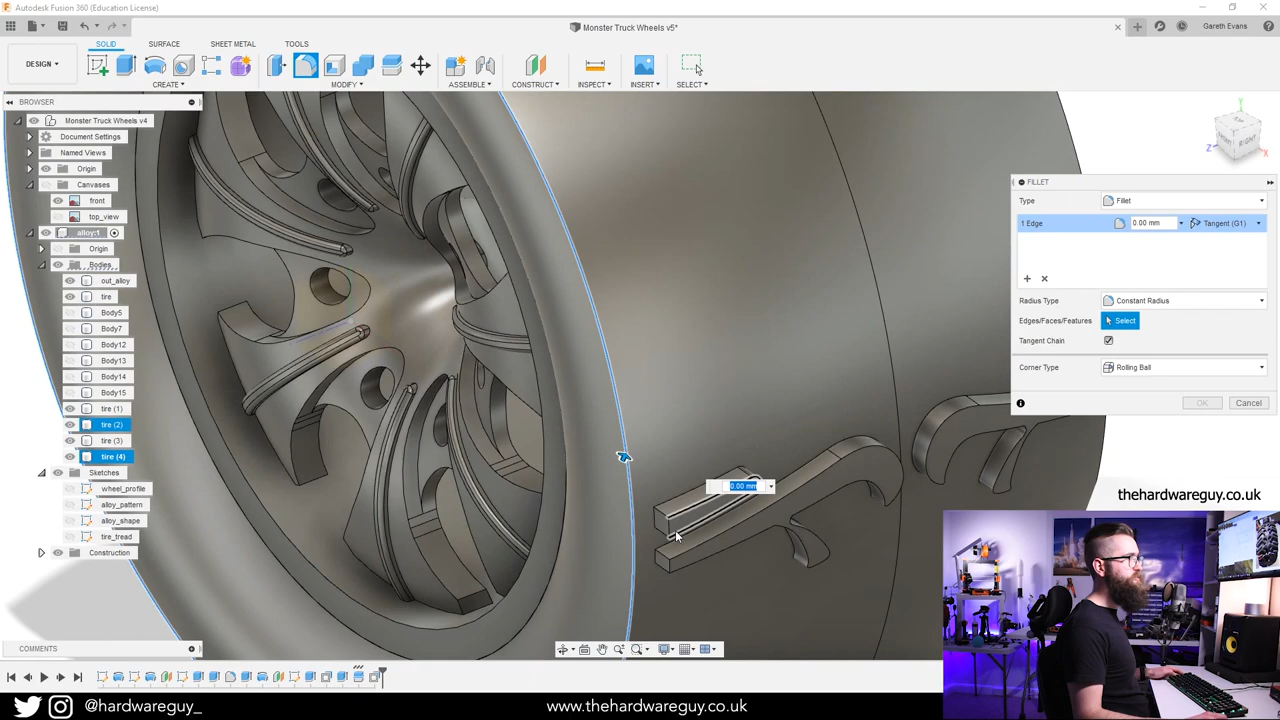 Autodesk Fusion 360 (Education License)
Monster Truck Wheels v5*
Gareth Evans
SOLID
SURFACE
SHEET METAL
TOOLS
DESIGN
CREATE
MODIFY
ASSEMBLE
CONSTRUCT
INSPECT
INSERT
SELECT
BROWSER
Monster Truck Wheels v4
Document Settings
Named Views
Origin
Canvases
front
top_view
alloy:1
Origin
Bodies
out_alloy
tire
Body5
Body7
Body12
Body13
Body14
Body15
tire (1)
tire (2)
tire (3)
tire (4)
Sketches
wheel_profile
alloy_pattern
alloy_shape
tire_tread
Construction
Y
Z
X
RIGHT
FILLET
Type
Fillet
1 Edge
0.00 mm
Tangent (G1)
Radius Type
Constant Radius
Edges/Faces/Features
Select
Tangent Chain
Corner Type
Rolling Ball
OK
Cancel
0.00 mm
thehardwareguy.co.uk
COMMENTS
@hardwareguy_
www.thehardwareguy.co.uk